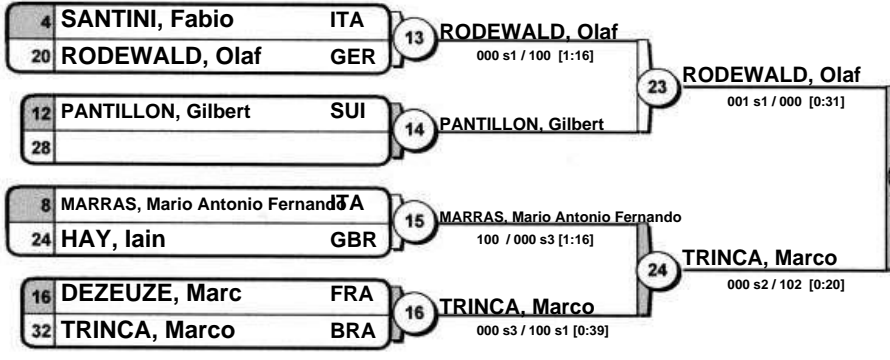 4 SANTINI, Fabio ITA
20 RODEWALD, Olaf GER
13 RODEWALD, Olaf
000 s1 / 100 [1:16]
23 RODEWALD, Olaf
001 s1 / 000 [0:31]
12 PANTILLON, Gilbert SUI
28
14 PANTILLON, Gilbert
8 MARRAS, Mario Antonio Fernando ITA
24 HAY, Iain GBR
15 MARRAS, Mario Antonio Fernando
100 / 000 s3 [1:16]
24 TRINCA, Marco
000 s2 / 102 [0:20]
16 DEZEUZE, Marc FRA
32 TRINCA, Marco BRA
16 TRINCA, Marco
000 s3 / 100 s1 [0:39]